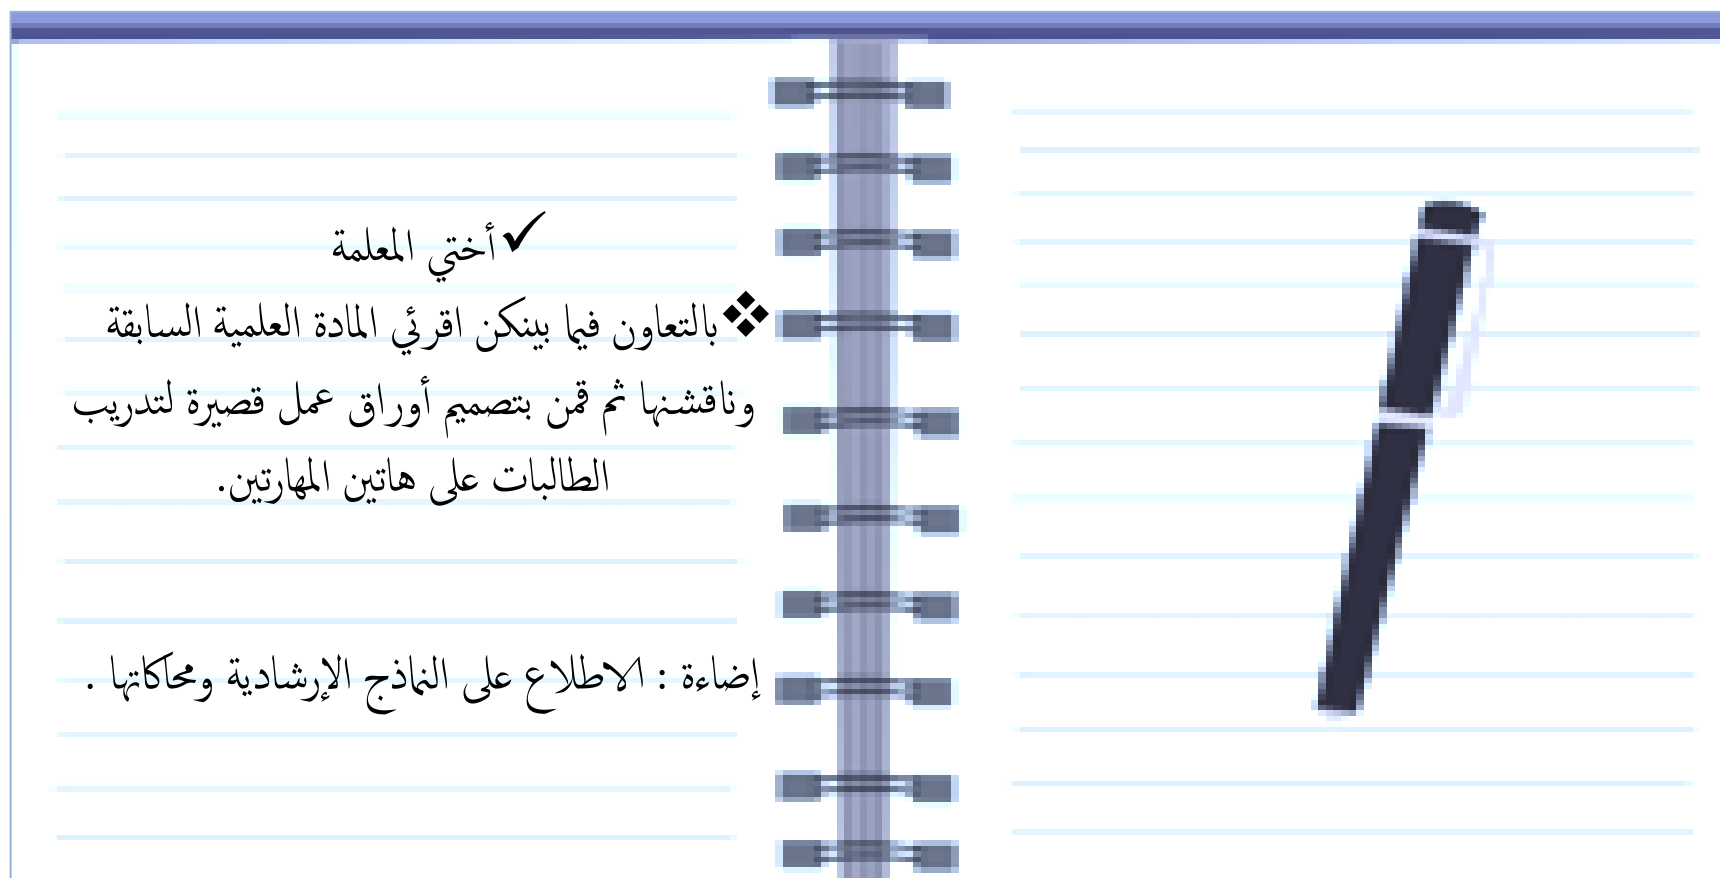 ✓أختي المعلمة
❖بالتعاون فيما بينكن اقرئي المادة العلمية السابقة
وناقشنها ثم قمن بتصميم أوراق عمل قصيرة لتدريب
الطالبات على هاتين المهارتين.
إضاءة : الاطلاع على النماذج الإرشادية ومحاكاتها .